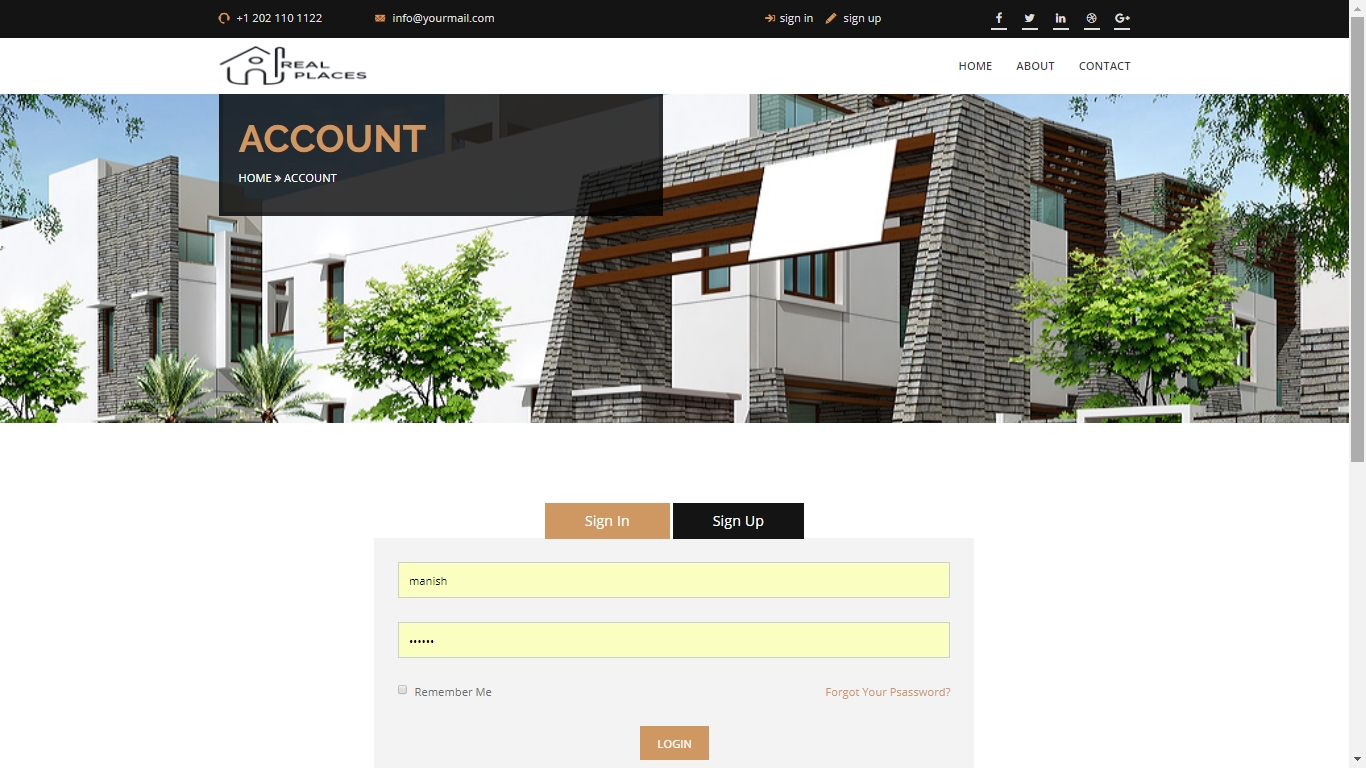 +1 202 110 1122 info@yourmail.com sign in sign up
REAL PLACES
HOME ABOUT CONTACT
ACCOUNT
HOME » ACCOUNT
Sign In Sign Up
manish
••••••
Remember Me Forgot Your Psassword?
LOGIN